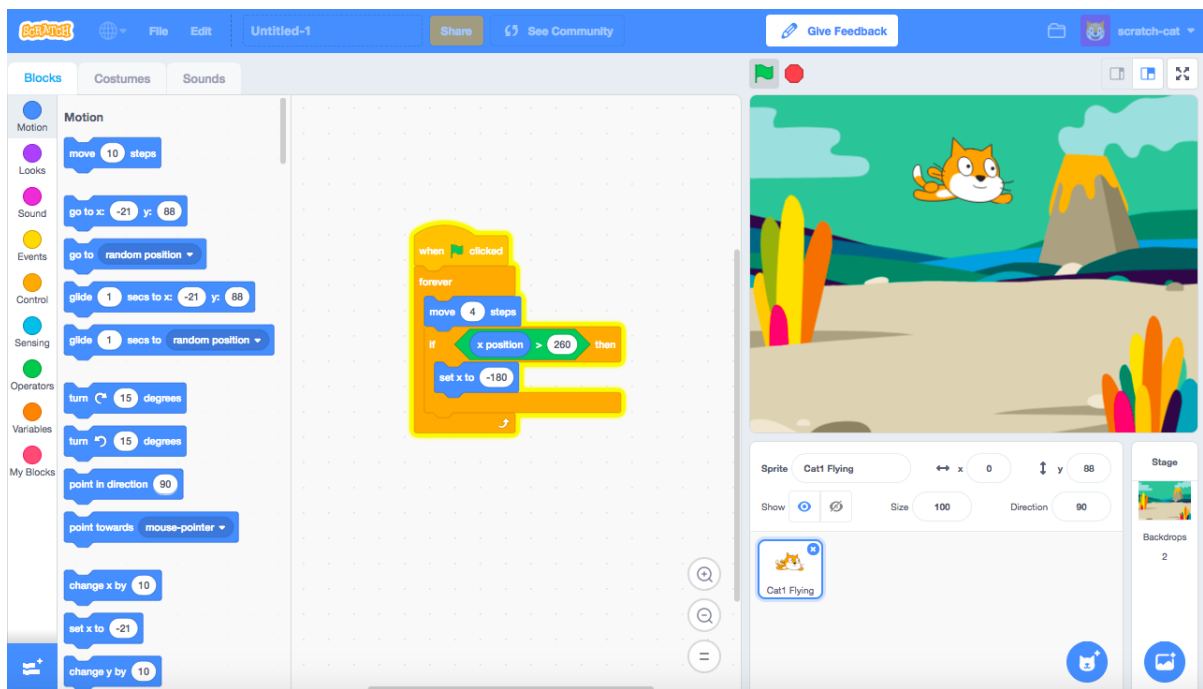 SCRATCH File Edit Untitled-1 Share See Community Give Feedback scratch-cat
Blocks Costumes Sounds
Motion
Looks
Sound
Events
Control
Sensing
Operators
Variables
My Blocks
Motion
move 10 steps
go to x: -21 y: 88
go to random position
glide 1 secs to x: -21 y: 88
glide 1 secs to random position
turn 15 degrees
turn 15 degrees
point in direction 90
point towards mouse-pointer
change x by 10
set x to -21
change y by 10
when clicked
forever
move 4 steps
if x position > 260 then
set x to -180
Sprite Cat1 Flying x 0 y 88
Show Size 100 Direction 90
Cat1 Flying
Stage
Backdrops
2